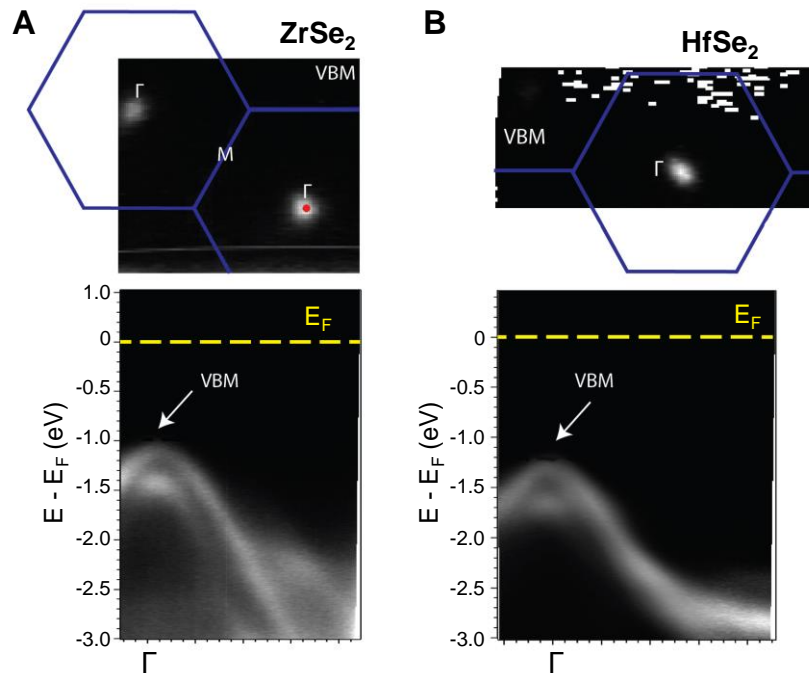 A
ZrSe2
VBM
Γ
M
Γ
1.0
EF
0
-0.5
VBM
-1.0
-1.5
-2.0
-2.5
-3.0
E - EF (eV)
Γ
B
HfSe2
VBM
Γ
EF
0
-0.5
VBM
-1.0
-1.5
-2.0
-2.5
-3.0
E - EF (eV)
Γ